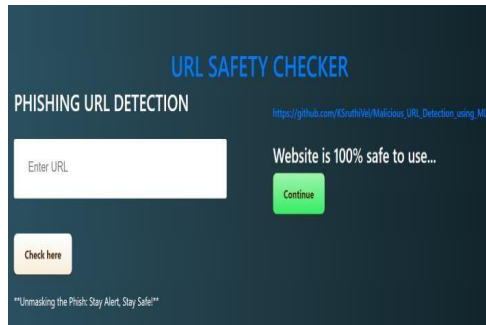 URL SAFETY CHECKER
PHISHING URL DETECTION
Enter URL
Check here
**Unmasking the Phish: Stay Alert, Stay Safe!**
https://github.com/KSruthiVel/Malicious_URL_Detection_using_ML
Website is 100% safe to use...
Continue